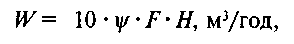 W = 10 · ψ · F · H, м³/год,